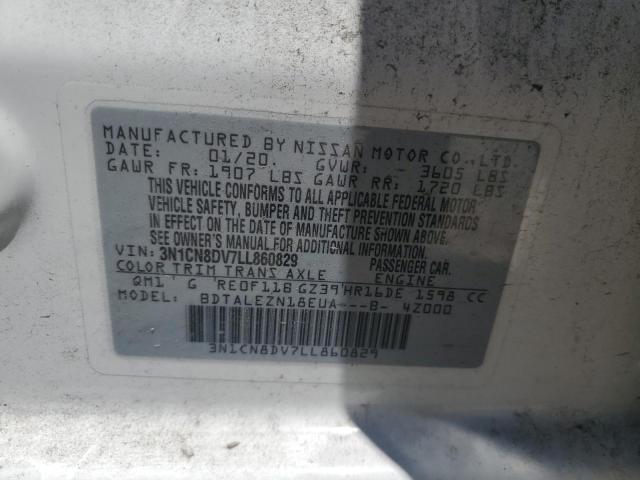 MANUFACTURED BY NISSAN MOTOR CO.,LTD.
DATE: 01/20. GVWR: - 3605 LBS
GAWR FR: 1907 LBS GAWR RR: 1720 LBS
THIS VEHICLE CONFORMS TO ALL APPLICABLE FEDERAL MOTOR
VEHICLE SAFETY, BUMPER AND THEFT PREVENTION STANDARDS
IN EFFECT ON THE DATE OF MANUFACTURE SHOWN ABOVE.
SEE OWNER'S MANUAL FOR ADDITIONAL INFORMATION.
VIN: 3N1CN8DV7LL860829 PASSENGER CAR
COLOR TRIM TRANS AXLE ENGINE
QM1 G RE0F11B GZ39 HR16DE 1598 CC
MODEL: BDTALEZN18EUA---B- 4Z000
3N1CN8DV7LL860829